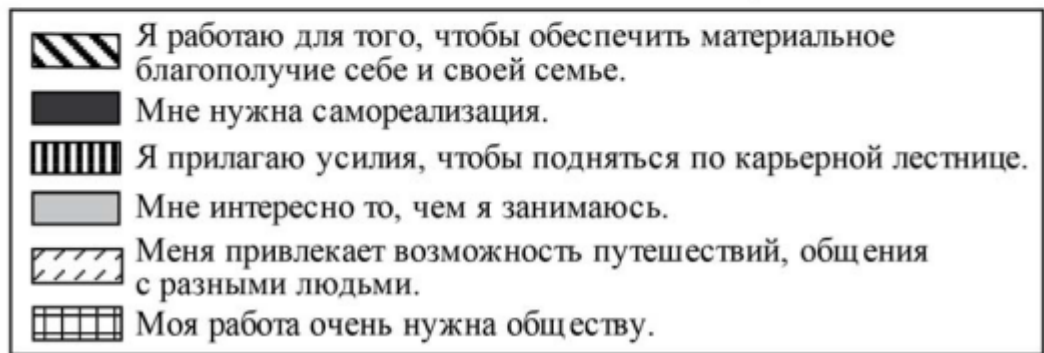 Я работаю для того, чтобы обеспечить материальное
благополучие себе и своей семье.
Мне нужна самореализация.
Я прилагаю усилия, чтобы подняться по карьерной лестнице.
Мне интересно то, чем я занимаюсь.
Меня привлекает возможность путешествий, общения
с разными людьми.
Моя работа очень нужна обществу.